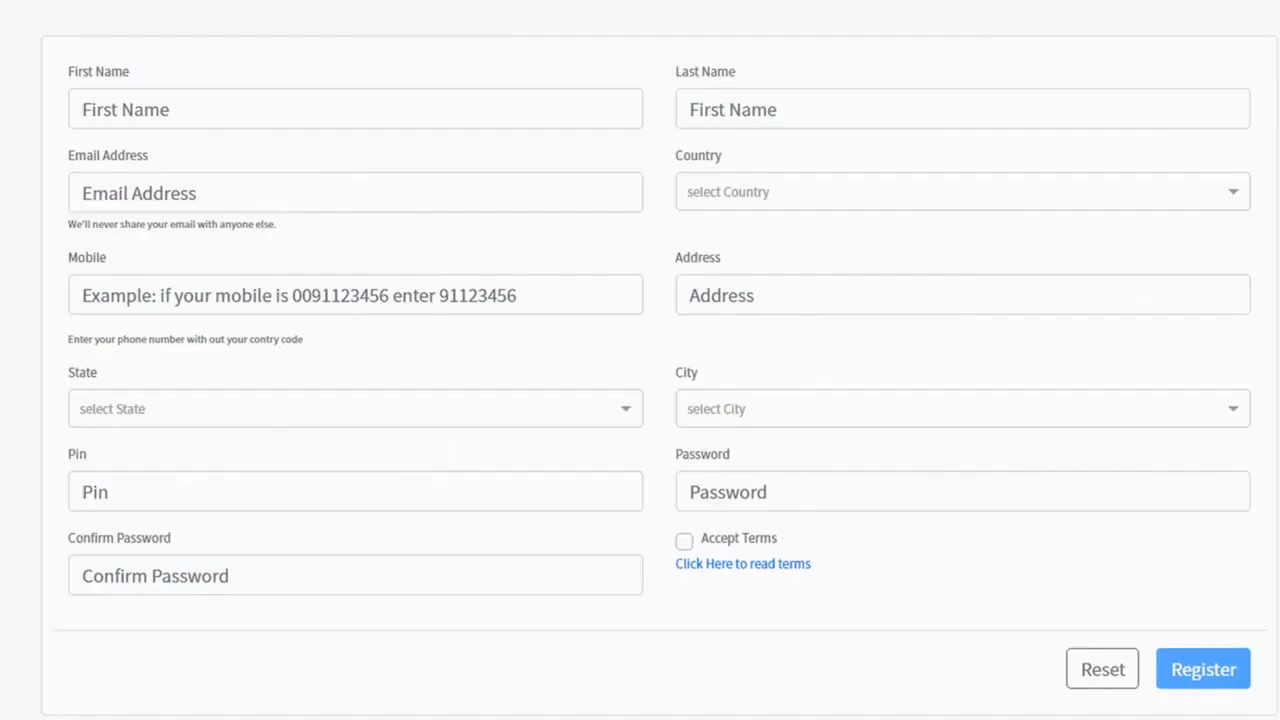 First Name
Last Name
First Name
First Name
Email Address
Country
Email Address
select Country
We'll never share your email with anyone else.
Mobile
Address
Example: if your mobile is 0091123456 enter 91123456
Address
Enter your phone number with out your contry code
State
City
select State
select City
Pin
Password
Pin
Password
Confirm Password
Accept Terms
Click Here to read terms
Confirm Password
Reset
Register